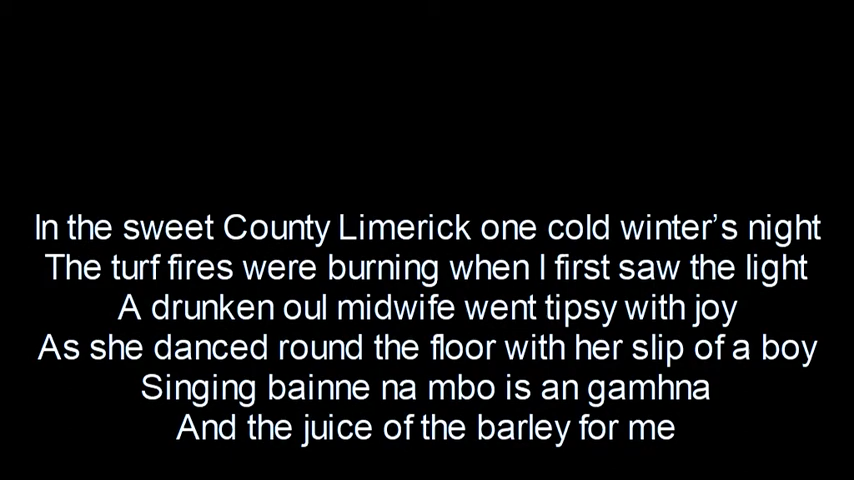 In the sweet County Limerick one cold winter’s night
The turf fires were burning when I first saw the light
A drunken oul midwife went tipsy with joy
As she danced round the floor with her slip of a boy
Singing bainne na mbo is an gamhna
And the juice of the barley for me